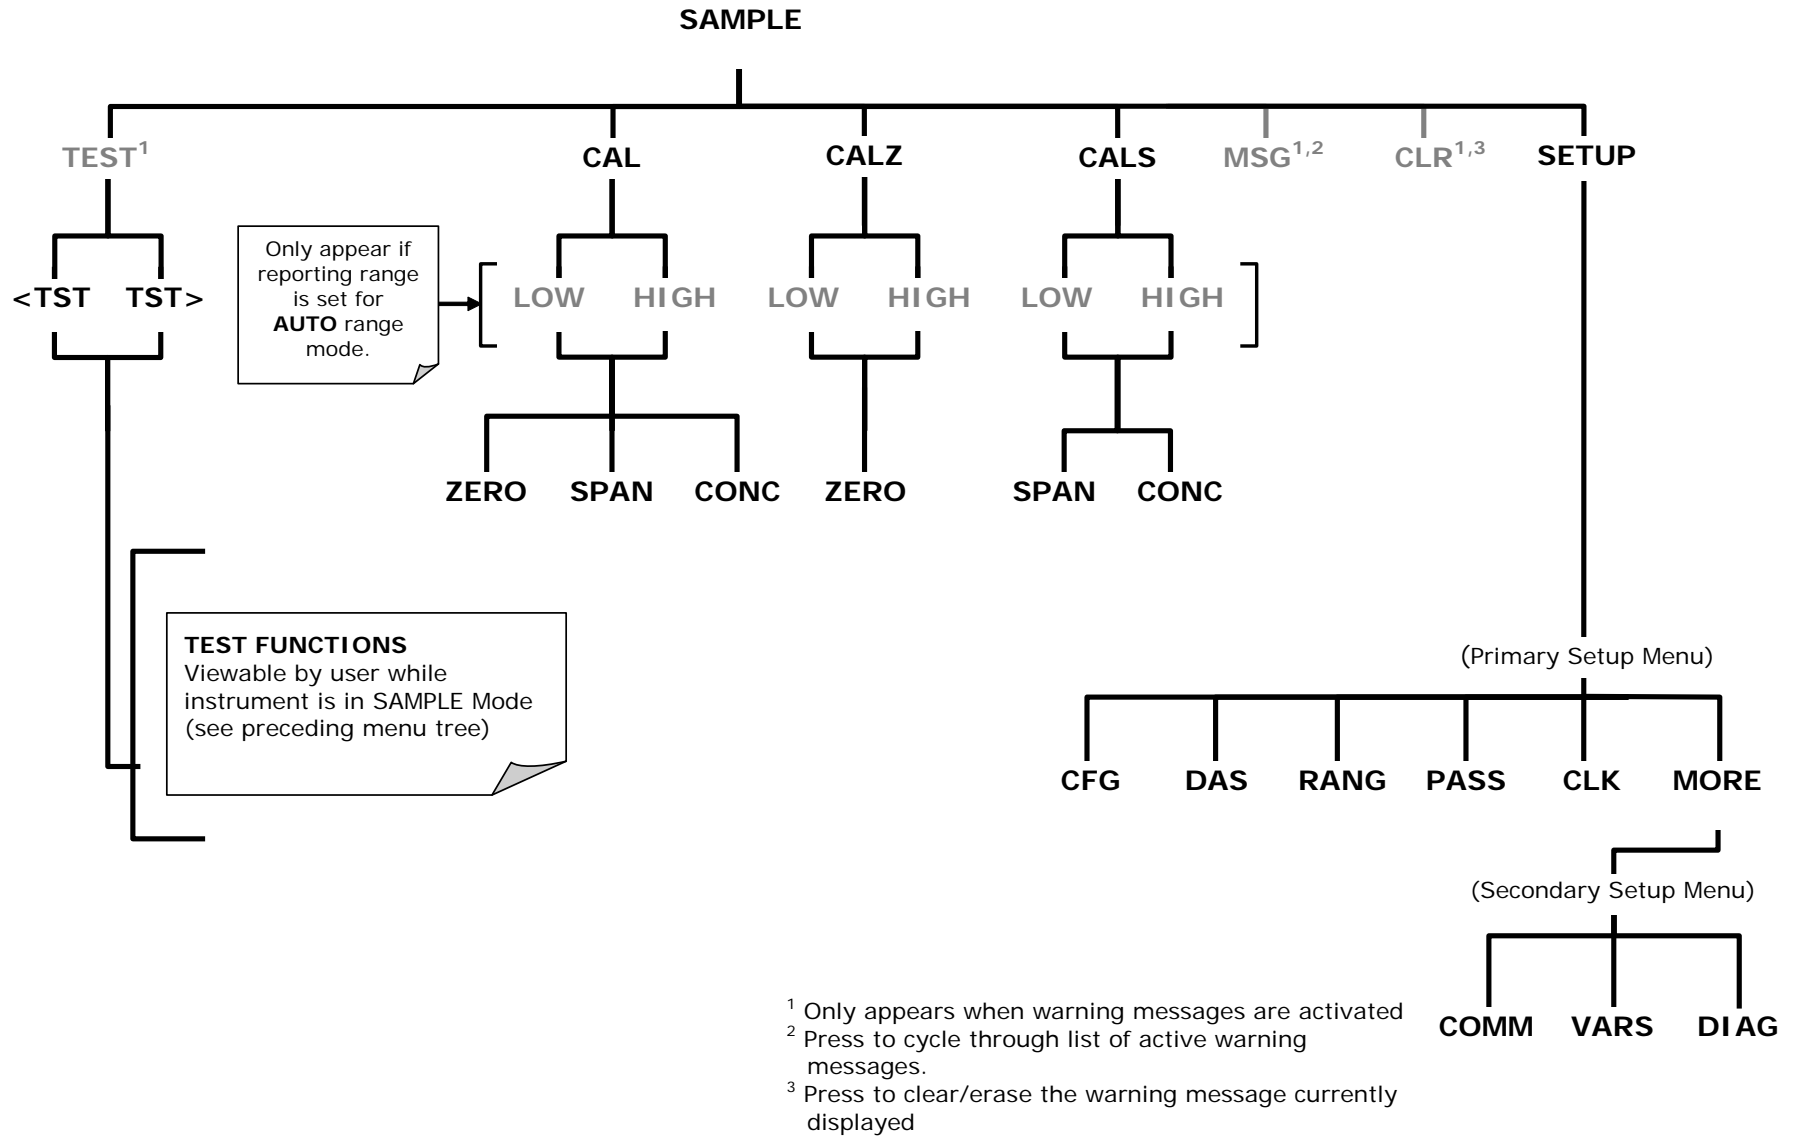 SAMPLE
TEST1 CAL CALZ CALS MSG1,2 CLR1,3 SETUP
Only appear if
reporting range
is set for
AUTO range
mode.
<TST TST> LOW HIGH LOW HIGH LOW HIGH
ZERO SPAN CONC ZERO SPAN CONC
TEST FUNCTIONS
Viewable by user while
instrument is in SAMPLE Mode
(see preceding menu tree)
(Primary Setup Menu)
CFG DAS RANG PASS CLK MORE
(Secondary Setup Menu)
COMM VARS DIAG
1 Only appears when warning messages are activated
2 Press to cycle through list of active warning
messages.
3 Press to clear/erase the warning message currently
displayed